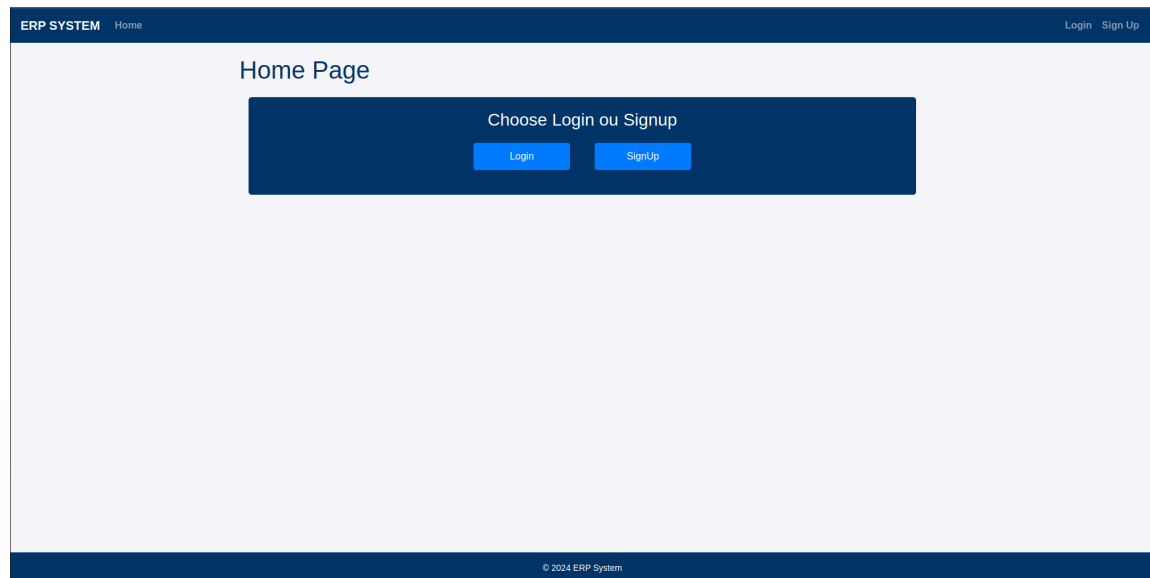 ERP SYSTEM Home Login Sign Up
Home Page
Choose Login ou Signup
Login SignUp
© 2024 ERP System